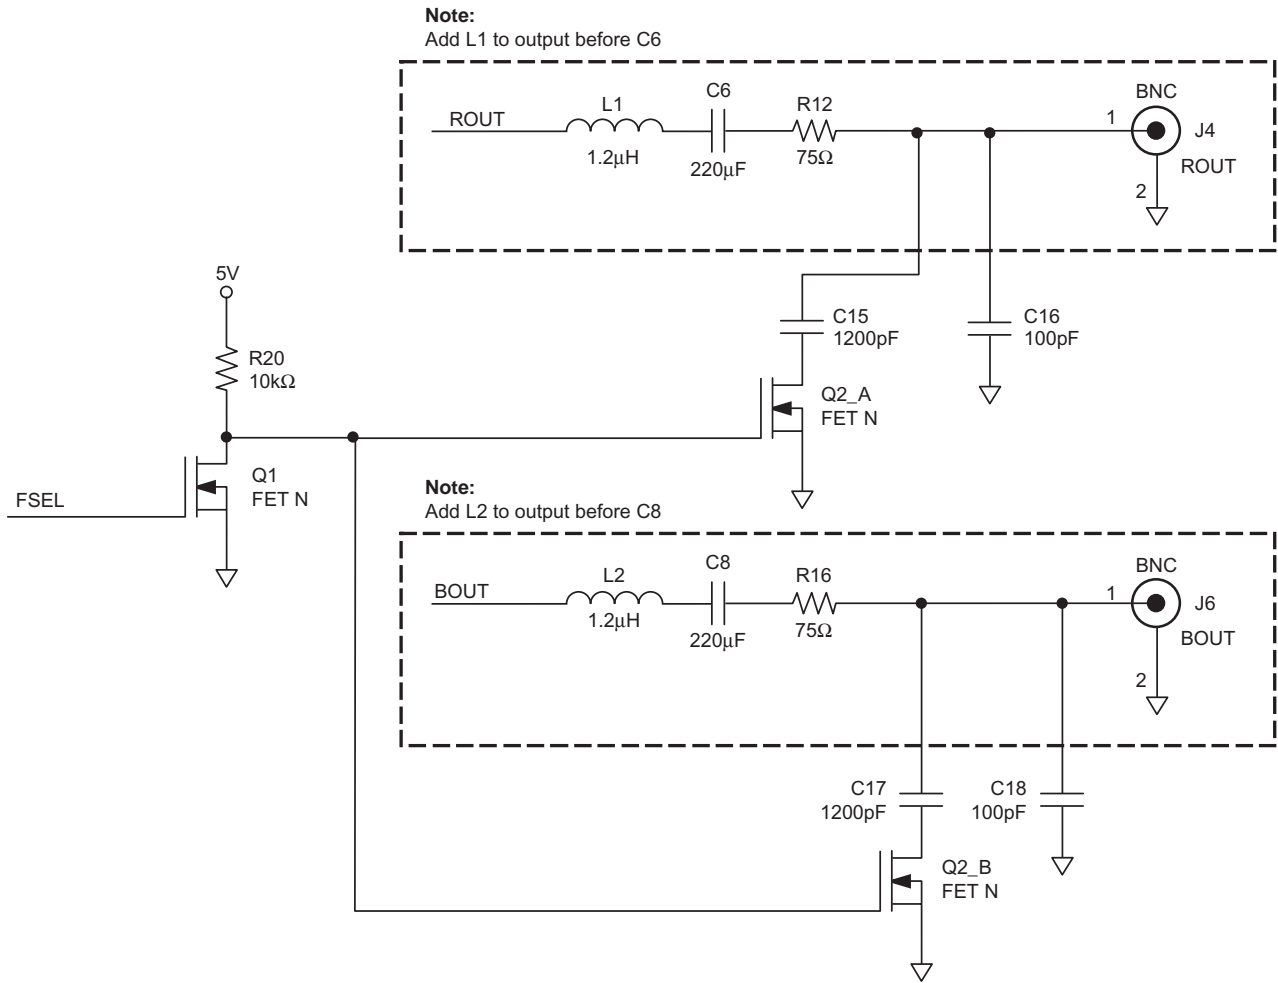 Note:
Add L1 to output before C6
ROUT
L1
1.2μH
C6
220μF
R12
75Ω
1
BNC
J4
ROUT
2
5V
R20
10kΩ
C15
1200pF
C16
100pF
Q2_A
FET N
FSEL
Q1
FET N
Note:
Add L2 to output before C8
BOUT
L2
1.2μH
C8
220μF
R16
75Ω
1
BNC
J6
BOUT
2
C17
1200pF
C18
100pF
Q2_B
FET N